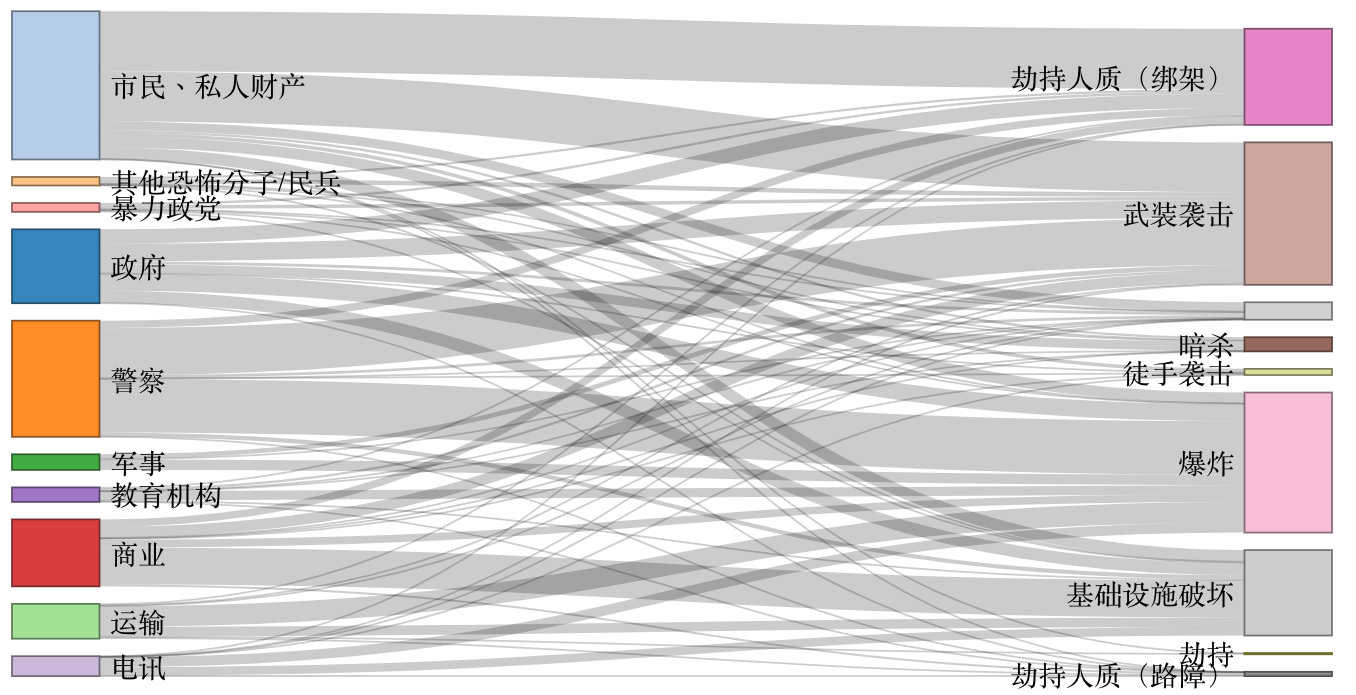 市民、私人财产
其他恐怖分子/民兵
暴力政党
政府
警察
军事
教育机构
商业
运输
电讯
劫持人质（绑架）
武装袭击
暗杀
徒手袭击
爆炸
基础设施破坏
劫持
劫持人质（路障）